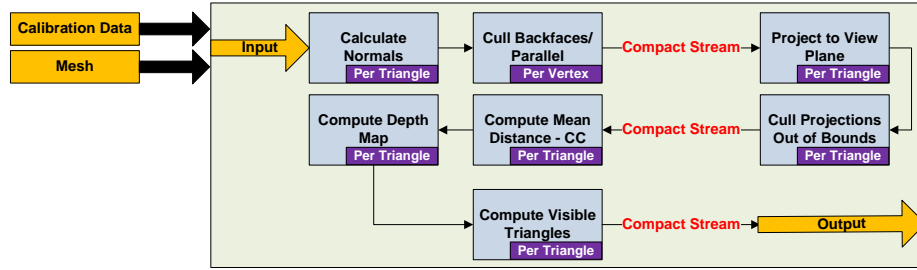 Calibration Data
Mesh
Input
Calculate
Normals
Per Triangle
Cull Backfaces/
Parallel
Per Vertex
Compact Stream
Project to View
Plane
Per Triangle
Compute Depth
Map
Per Triangle
Compute Mean
Distance - CC
Per Triangle
Compact Stream
Cull Projections
Out of Bounds
Per Triangle
Compute Visible
Triangles
Per Triangle
Compact Stream
Output